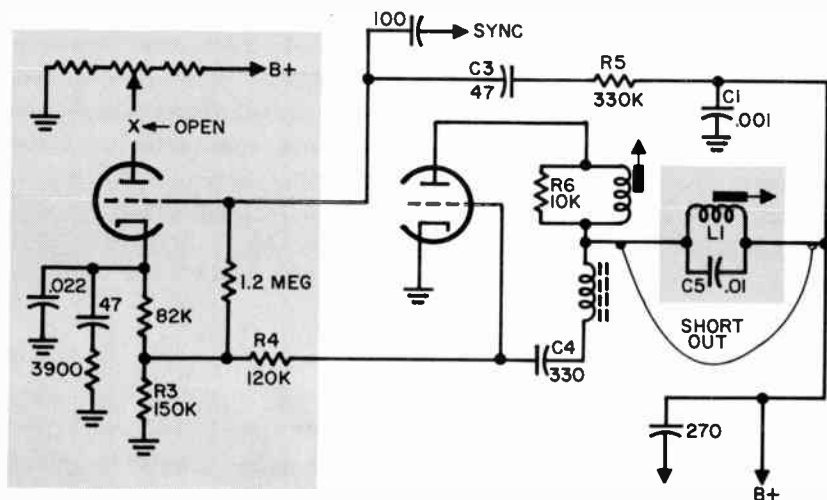 100
SYNC
B+
C3
47
R5
330K
C1
.001
X
OPEN
R6
10K
L1
C5
.01
1.2 MEG
.022
47
82K
SHORT
OUT
R4
120K
C4
330
3900
R3
150K
270
B+